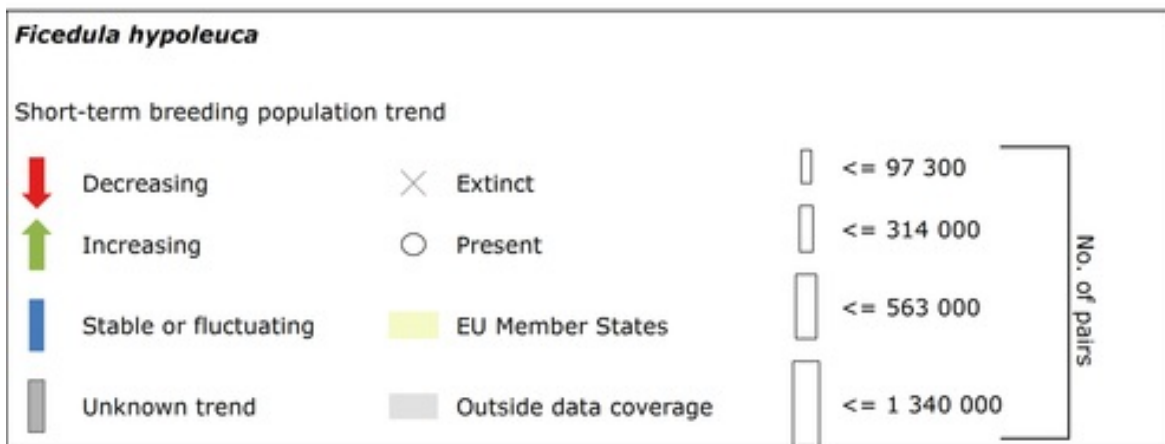 Ficedula hypoleuca
Short-term breeding population trend
Decreasing
Increasing
Stable or fluctuating
Unknown trend
Extinct
Present
EU Member States
Outside data coverage
<= 97 300
<= 314 000
<= 563 000
<= 1 340 000
No. of pairs